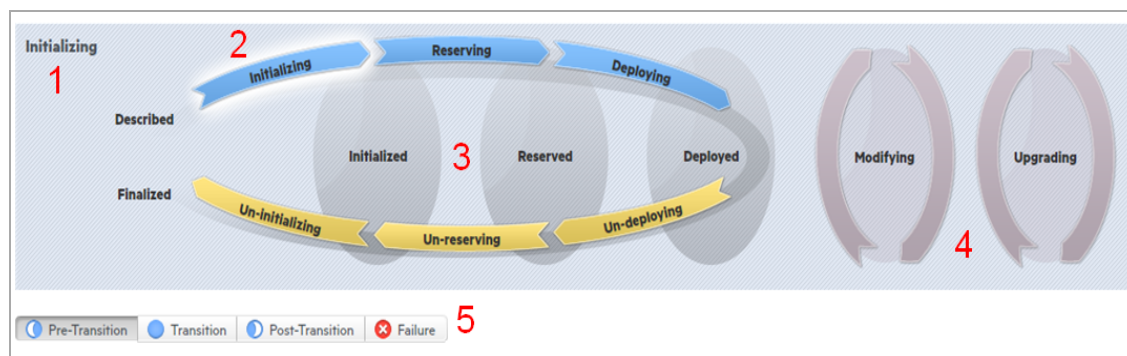 Initializing
1
2
Initializing
Reserving
Deploying
Described
Initialized
3
Reserved
Deployed
Modifying
Upgrading
Finalized
Un-initializing
Un-reserving
Un-deploying
4
Pre-Transition
Transition
Post-Transition
Failure
5